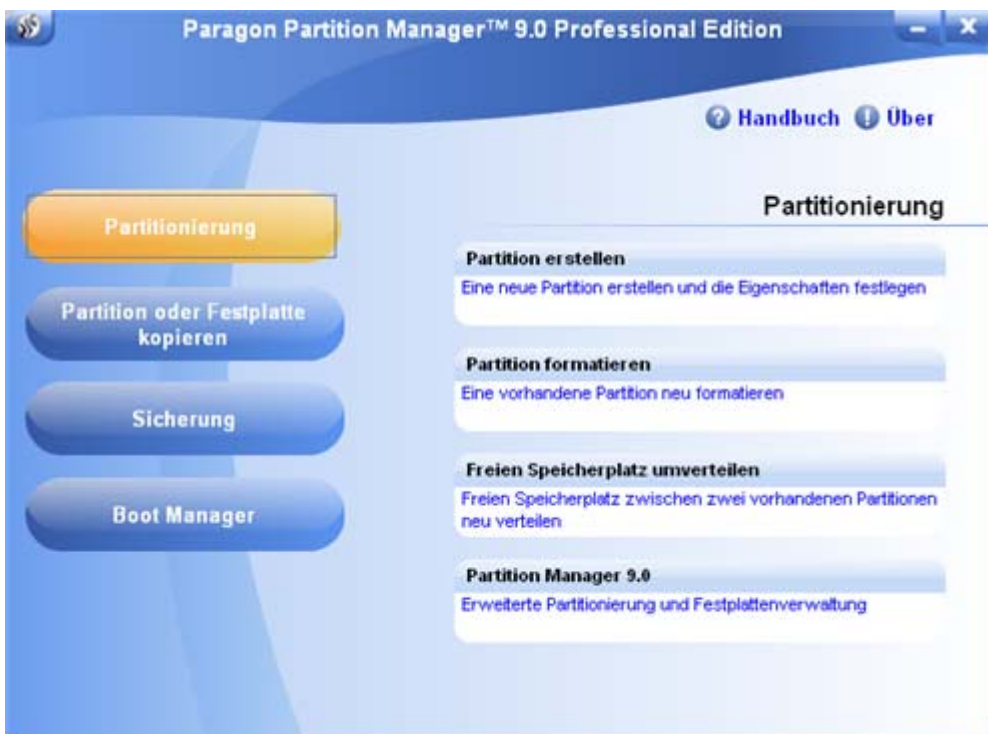 Paragon Partition Manager™ 9.0 Professional Edition
Handbuch Über
Partitionierung
Partition oder Festplatte
kopieren
Sicherung
Boot Manager
Partitionierung
Partition erstellen
Eine neue Partition erstellen und die Eigenschaften festlegen
Partition formatieren
Eine vorhandene Partition neu formatieren
Freien Speicherplatz umverteilen
Freien Speicherplatz zwischen zwei vorhandenen Partitionen
neu verteilen
Partition Manager 9.0
Erweiterte Partitionierung und Festplattenverwaltung